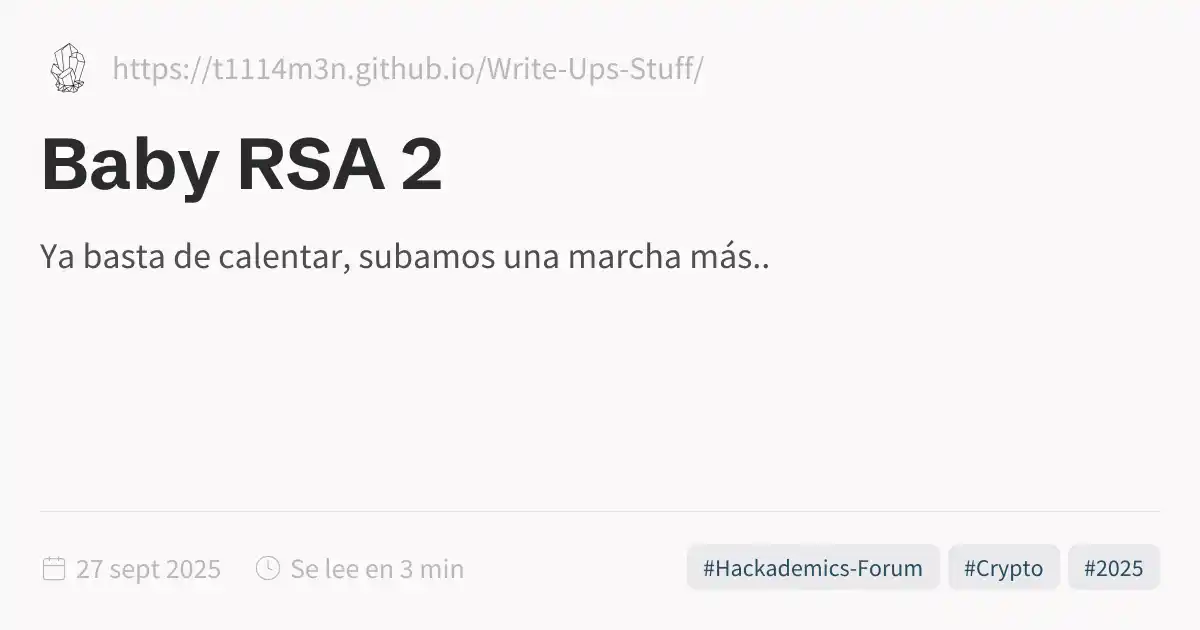 https://t1114m3n.github.io/Write-Ups-Stuff/
Baby RSA 2
Ya basta de calentar, subamos una marcha más..
27 sept 2025 Se lee en 3 min #Hackademics-Forum #Crypto #2025